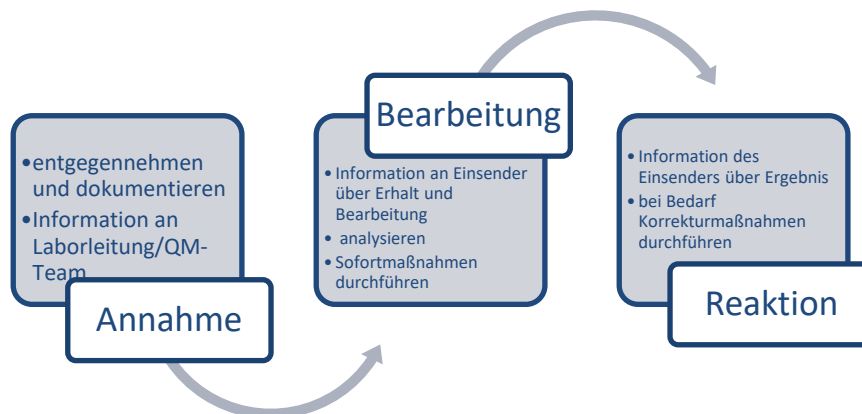 •entgegennehmen
und dokumentieren
•Information an
Laborleitung/QM-
Team
Annahme
Bearbeitung
• Information an Einsender
über Erhalt und
Bearbeitung
• analysieren
• Sofortmaßnahmen
durchführen
• Information des
Einsenders über Ergebnis
• bei Bedarf
Korrekturmaßnahmen
durchführen
Reaktion